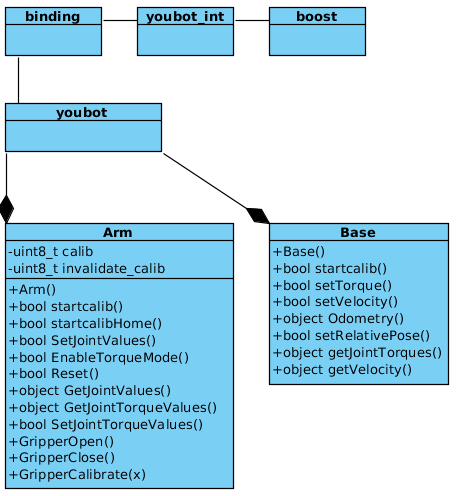 binding
youbot_int
boost
youbot
Arm
-uint8_t calib
-uint8_t invalidate_calib
+Arm()
+bool startcalib()
+bool startcalibHome()
+bool SetJointValues()
+bool EnableTorqueMode()
+bool Reset()
+object GetJointValues()
+object GetJointTorqueValues()
+bool SetJointTorqueValues()
+GripperOpen()
+GripperClose()
+GripperCalibrate(x)
Base
+Base()
+bool startcalib()
+bool setTorque()
+bool setVelocity()
+object Odometry()
+bool setRelativePose()
+object getJointTorques()
+object getVelocity()